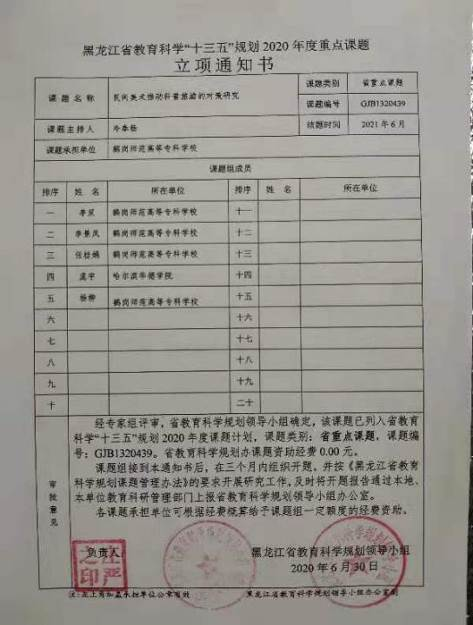 黑龙江省教育科学“十三五”规划 2020 年度重点课题
立项通知书
课题名称 民间美术推动科普旅游的对策研究 课题类别 省重点课题
课题编号 GJB1320439
课题主持人 结题时间 2021 年 6 月
课题承担单位 鹤岗师范高等专科学校
课题组成员
排序 姓 名 所在单位 排序 姓 名 所在单位
一 鹤岗师范高等专科学校 十一
二 李景凤 鹤岗师范高等专科学校 十二
三 任桂娟 鹤岗师范高等专科学校 十三
四 孟宇 哈尔滨华德学院 十四
五 杨柳 鹤岗师范高等专科学校 十五
六 十六
七 十七
八 十八
九 十九
十 二十
审批意见
经专家组评审，省教育科学规划领导小组确定，该课题已列入省教育
科学“十三五”规划 2020 年度课题计划，课题类别：省重点课题，课题编
号：GJB1320439。省教育科学规划办课题资助经费 0.00 元。
课题组接到本通知书后，在三个月内组织开题，并按《黑龙江省教育
科学规划课题管理办法》的要求开展研究工作，及时将开题报告通过本地、
本单位教育科研管理部门上报省教育科学规划领导小组办公室。
各课题承担单位可根据经费概算给予课题组一定额度的经费资助。
负责人 黑龙江省教育科学规划领导小组
2020 年 6 月 30 日
注：左上角加盖承担单位公章有效 黑龙江省教育科学规划领导小组办公室制